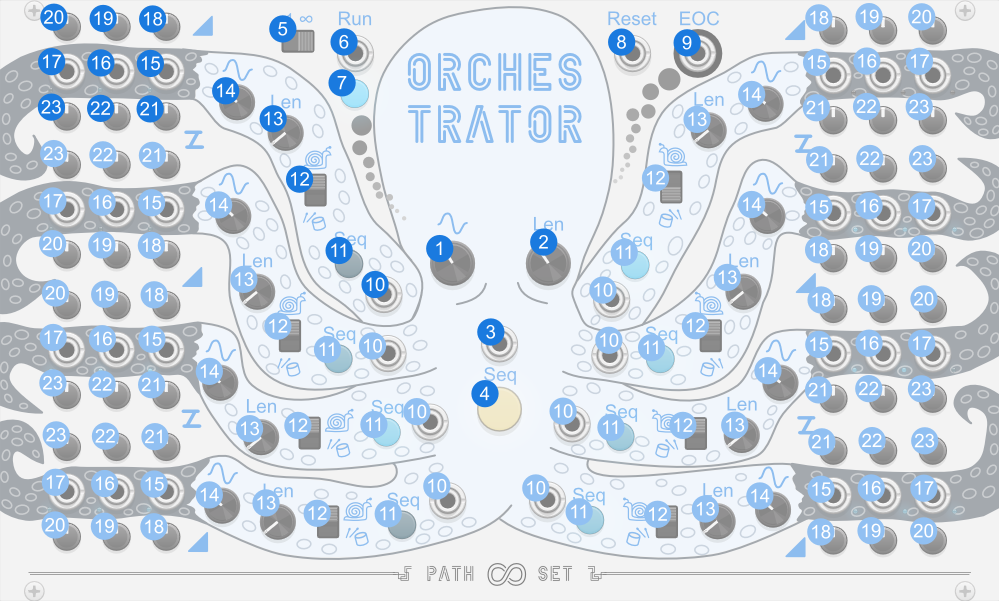 20 19 18 5 ∞ Run Reset EOC 18 19 20
6 8 9
17 16 15 ORCHES 15 16 17
7
14 Len Len 14
23 22 21 13 TRATOR 13 21 22 23
23 22 21 21 22 23
12 12
17 16 15 14 14 15 16 17
Len
20 19 18 11 Seq 1 2 11 Seq 18 19 20
Len Len
13 10 10 13
20 19 18 18 19 20
12 3 12
17 16 15 11 Seq 10 10 11 Seq 15 16 17
14 Seq 14
23 22 21 4 21 22 23
Len Seq 10 10 Seq Len
13 12 11 11 12 13
23 22 21 21 22 23
17 16 15 14 Len 10 10 Len 14 15 16 17
13 Seq Seq 13
12 11 11 12
20 19 18 18 19 20
PATH SET